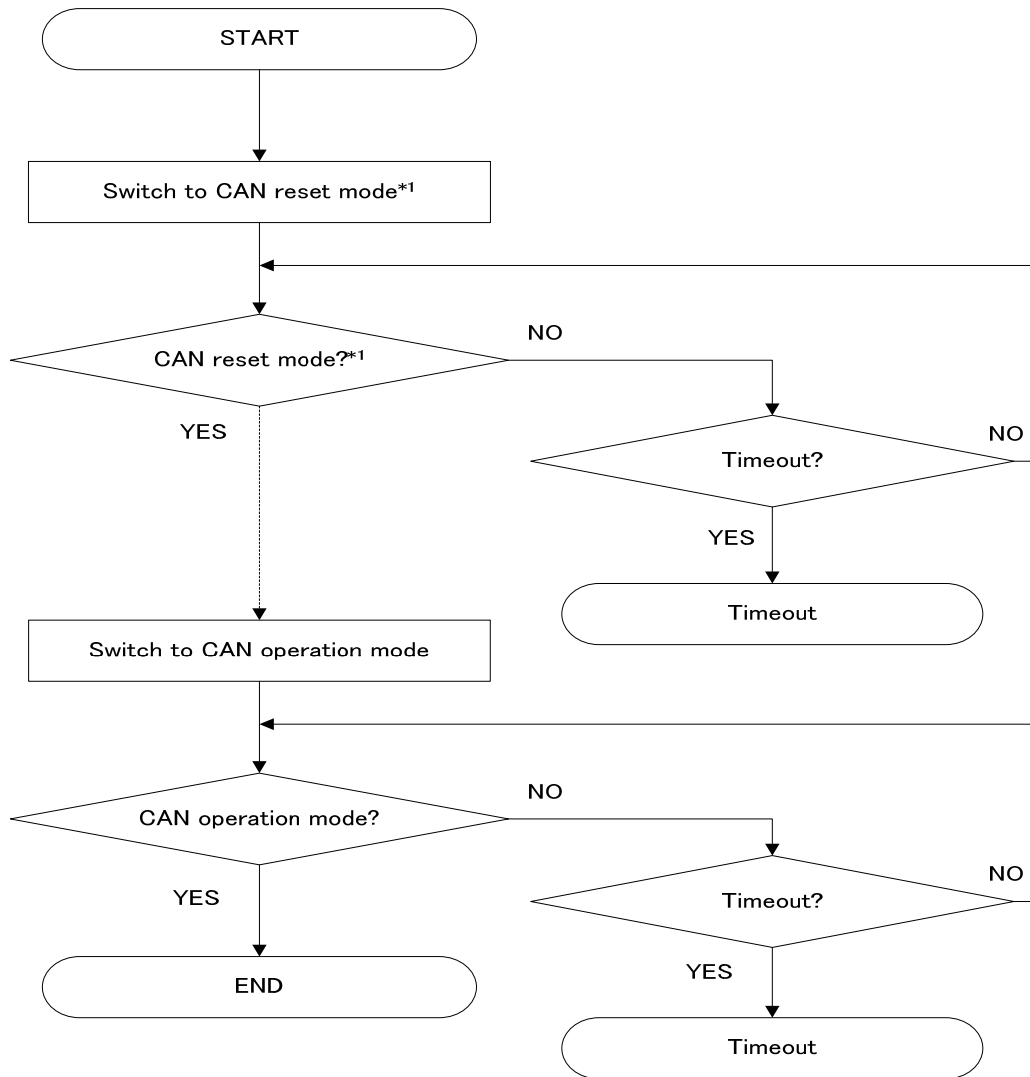 START
Switch to CAN reset mode*1
CAN reset mode?*1
NO
YES
Timeout?
NO
YES
Timeout
Switch to CAN operation mode
CAN operation mode?
NO
YES
Timeout?
NO
YES
END
Timeout